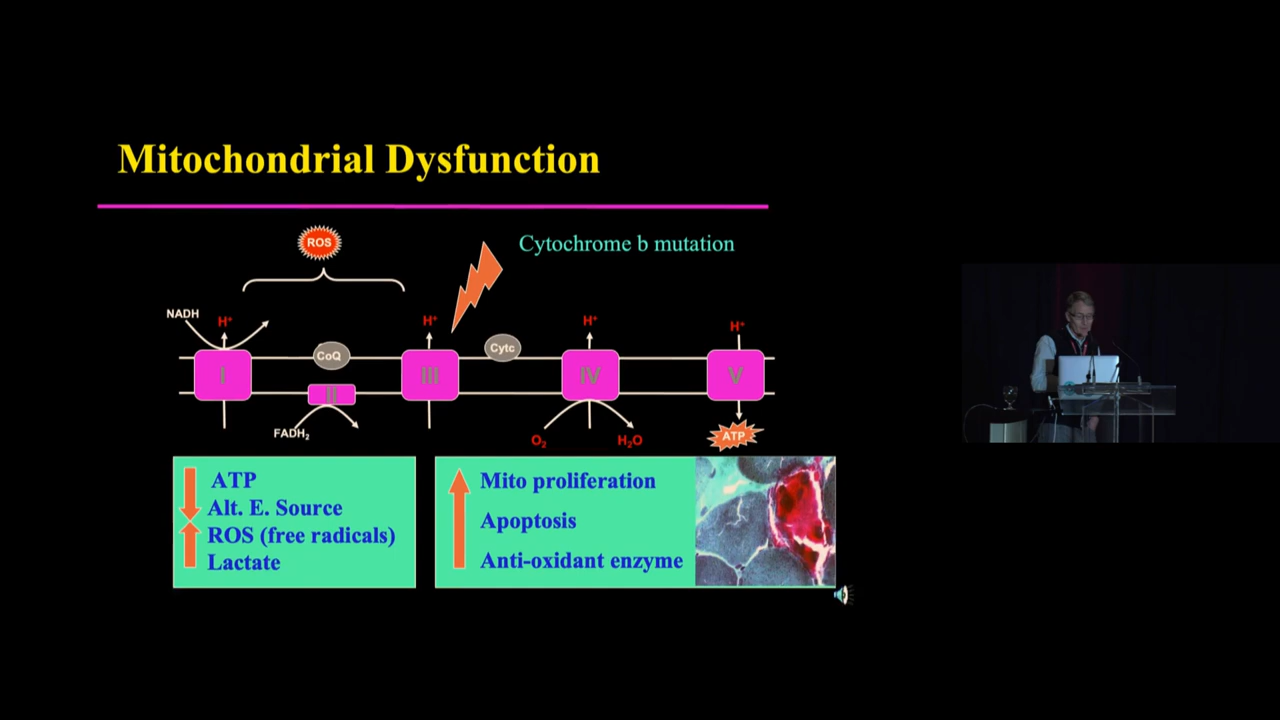 Mitochondrial Dysfunction
ROS
Cytochrome b mutation
NADH
H⁺
H⁺
H⁺
H⁺
CoQ
Cytc
I
II
III
IV
V
FADH₂
O₂
H₂O
ATP
ATP
Alt. E. Source
ROS (free radicals)
Lactate
Mito proliferation
Apoptosis
Anti-oxidant enzyme